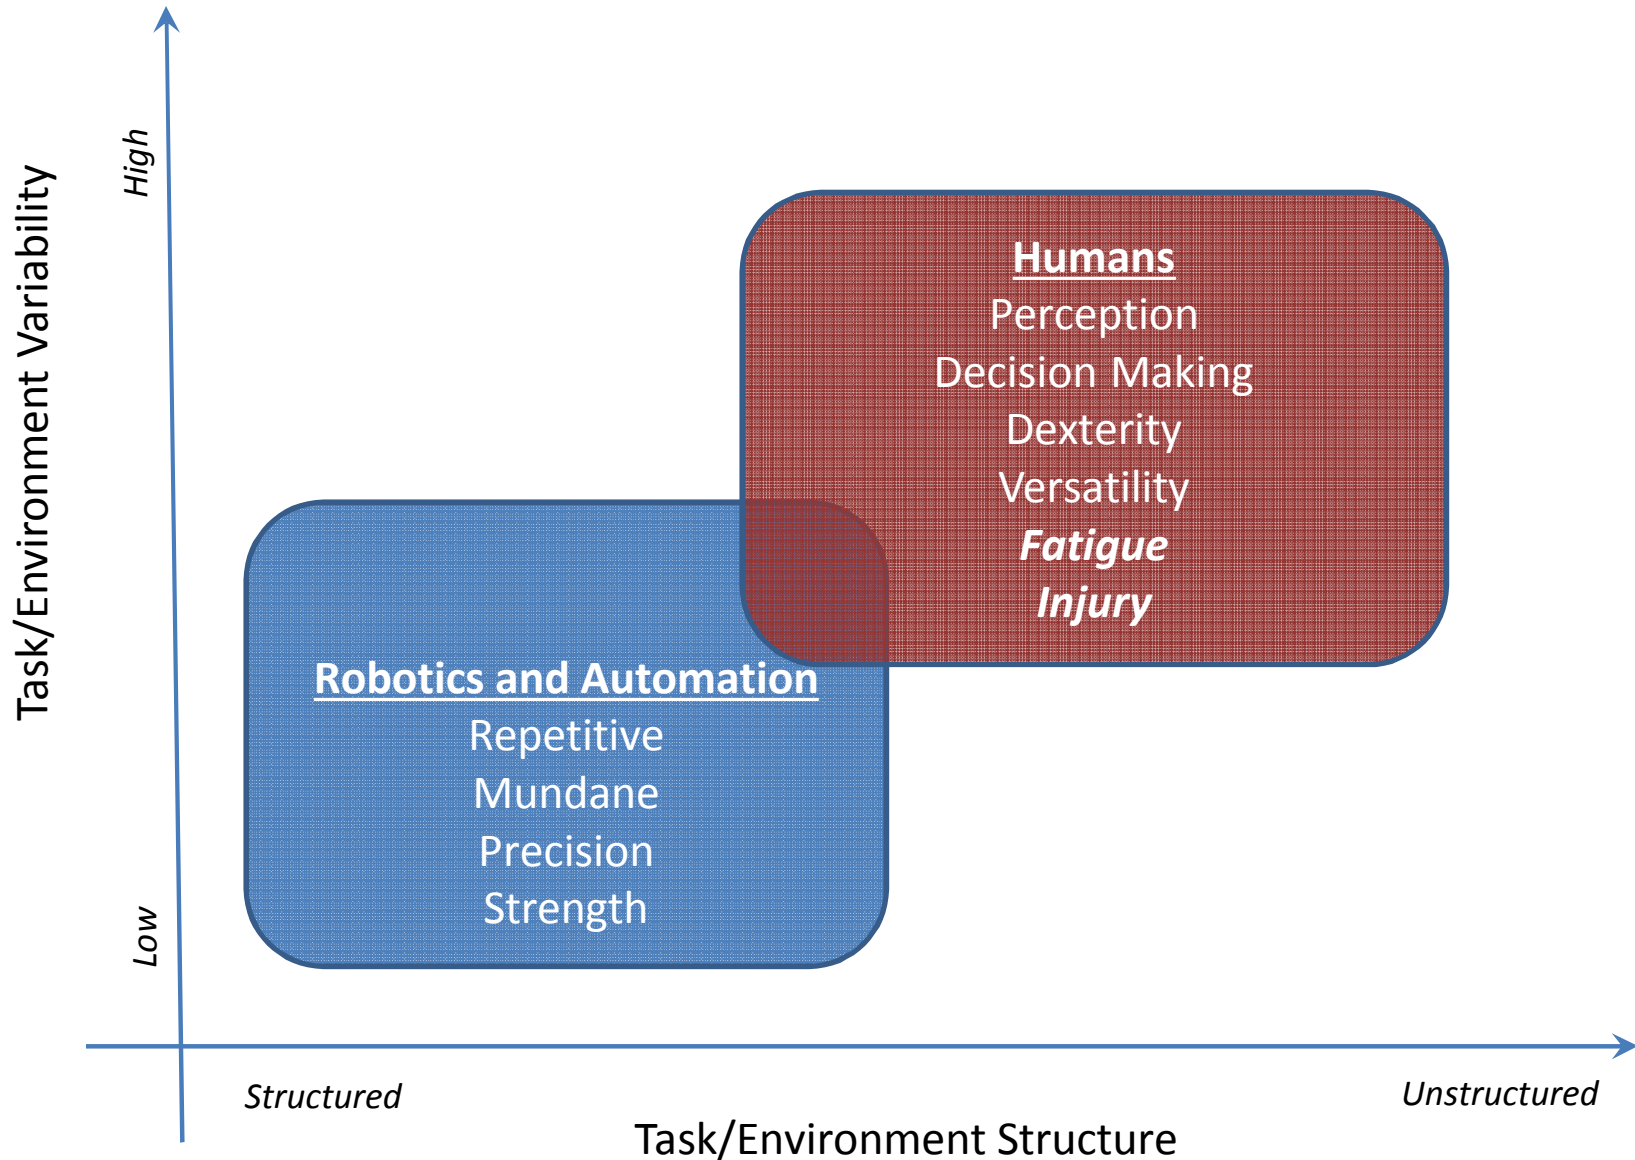 Task/Environment Variability
High
Low
Humans
Perception
Decision Making
Dexterity
Versatility
Fatigue
Injury
Robotics and Automation
Repetitive
Mundane
Precision
Strength
Structured
Unstructured
Task/Environment Structure